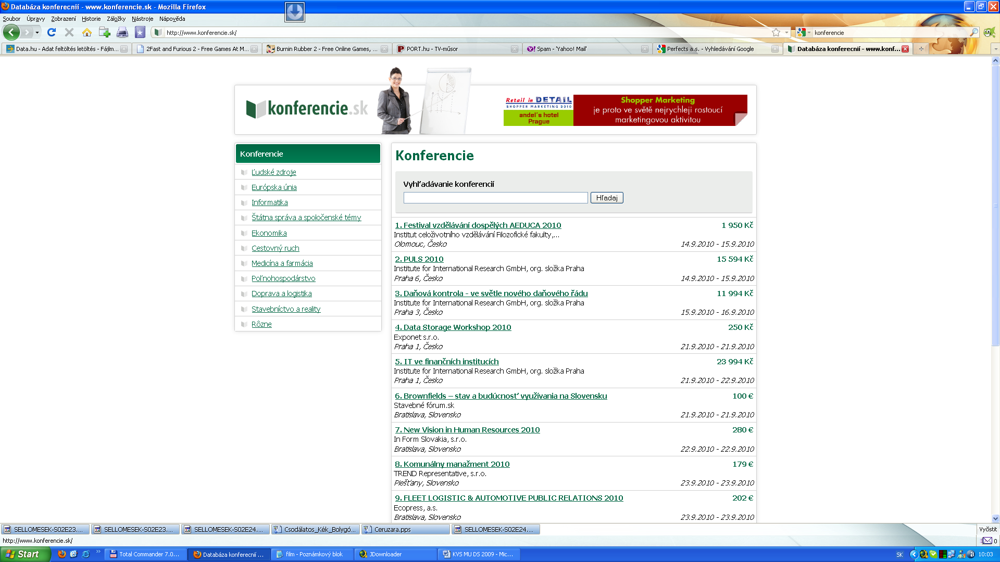 Databáza konferecníí - www.konferencie.sk - Mozilla Firefox
Soubor Úpravy Zobrazení Historie Záložky Nástroje Nápověda
http://www.konferencie.sk/
konferencie
Data.hu - Adat feltöltés letöltés - Fájlm...
2Fast and Furious 2 - Free Games At M...
Burnin Rubber 2 - Free Online Games, ...
PORT.hu - TV-műsor
Spam - 'Yahoo! Mail'
Perfects a.s. - Vyhledávání Google
Databáza konferecníí - www.konf...
konferencie.sk
Retail in DETAIL
SHOPPER MARKETING 2010
andel's hotel
Prague
Shopper Marketing
je proto ve světě nejrychleji rostoucí
marketingovou aktivitou
Konferencie
Ľudské zdroje
Európska únia
Informatika
Štátna správa a spoločenské témy
Ekonomika
Cestovný ruch
Medicína a farmácia
Poľnohospodárstvo
Doprava a logistika
Stavebníctvo a reality
Rôzne
Konferencie
Vyhľadávanie konferencií
Hľadaj
1. Festival vzdělávání dospělých AEDUCA 2010 1 950 Kč
Institut celoživotního vzdělávání Filozofické fakulty,...
Olomouc, Česko 14.9.2010 - 15.9.2010
2. PULS 2010 15 594 Kč
Institute for International Research GmbH, org. složka Praha
Praha 6, Česko 14.9.2010 - 15.9.2010
3. Daňová kontrola - ve světle nového daňového řádu 11 994 Kč
Institute for International Research GmbH, org. složka Praha
Praha 3, Česko 15.9.2010 - 16.9.2010
4. Data Storage Workshop 2010 250 Kč
Exponet s.r.o.
Praha 1, Česko 21.9.2010 - 21.9.2010
5. IT ve finančních institucích 23 994 Kč
Institute for International Research GmbH, org. složka Praha
Praha 1, Česko 21.9.2010 - 22.9.2010
6. Brownfields – stav a budúcnosť využívania na Slovensku 100 €
Stavebné fórum.sk
Bratislava, Slovensko 21.9.2010 - 21.9.2010
7. New Vision in Human Resources 2010 280 €
In Form Slovakia, s.r.o.
Bratislava, Slovensko 22.9.2010 - 22.9.2010
8. Komunálny manažment 2010 179 €
TREND Representative, s.r.o.
Piešťany, Slovensko 23.9.2010 - 23.9.2010
9. FLEET LOGISTIC & AUTOMOTIVE PUBLIC RELATIONS 2010 202 €
Ecopress, a.s.
Bratislava, Slovensko 23.9.2010 - 23.9.2010
SELLOMESEK-S02E23....
SELLOMESEK-S02E23....
SELLOMESEK-S02E24....
Csodálatos_Kék_Bolygó...
Ceruzara.pps
SELLOMESEK-S02E24....
Vyčistit
http://www.konferencie.sk/
0
Start
Total Commander 7.0...
Databáza konferecníí ...
film - Poznámkový blok
JDownloader
KVS MU DS 2009 - Mic...
SK
10:03